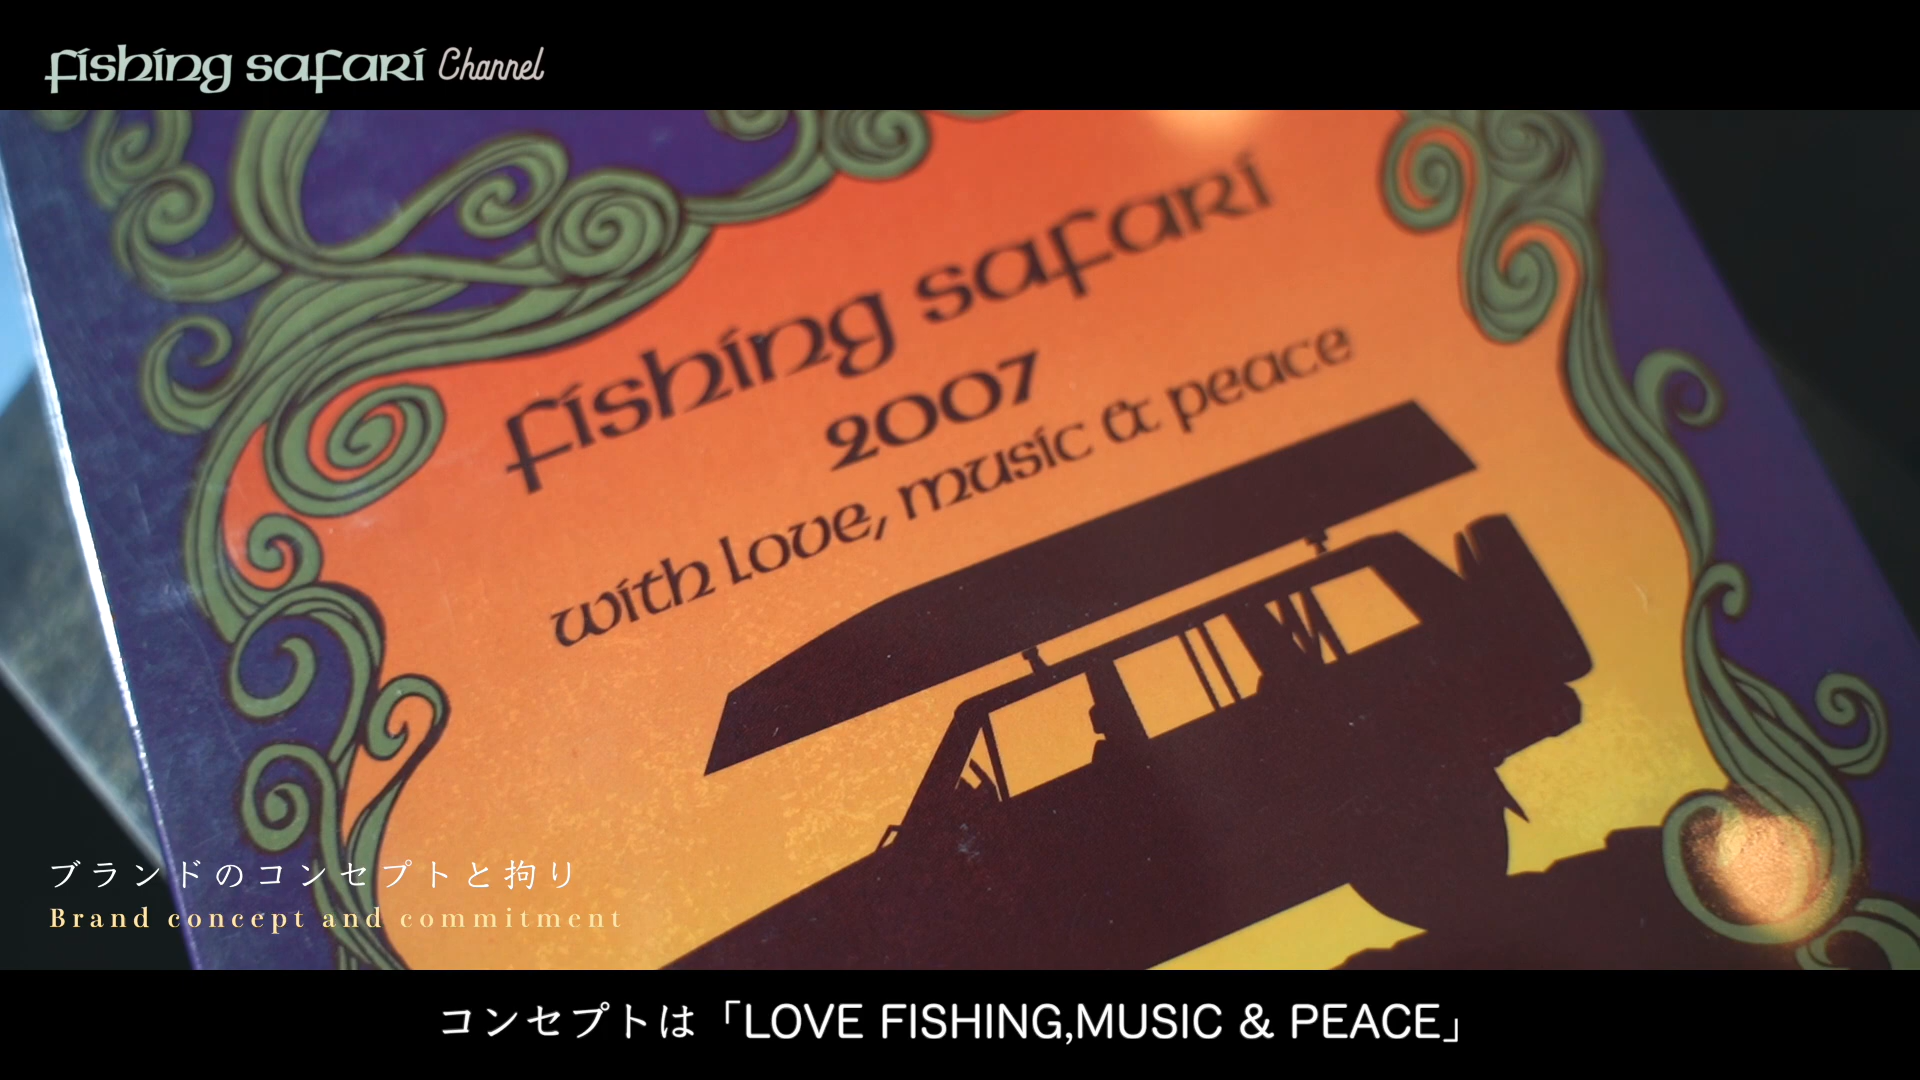 fishing safari Channel
fishing safari
2007
with love, music & peace
ブランドのコンセプトと拘り
Brand concept and commitment
コンセプトは「LOVE FISHING,MUSIC & PEACE」